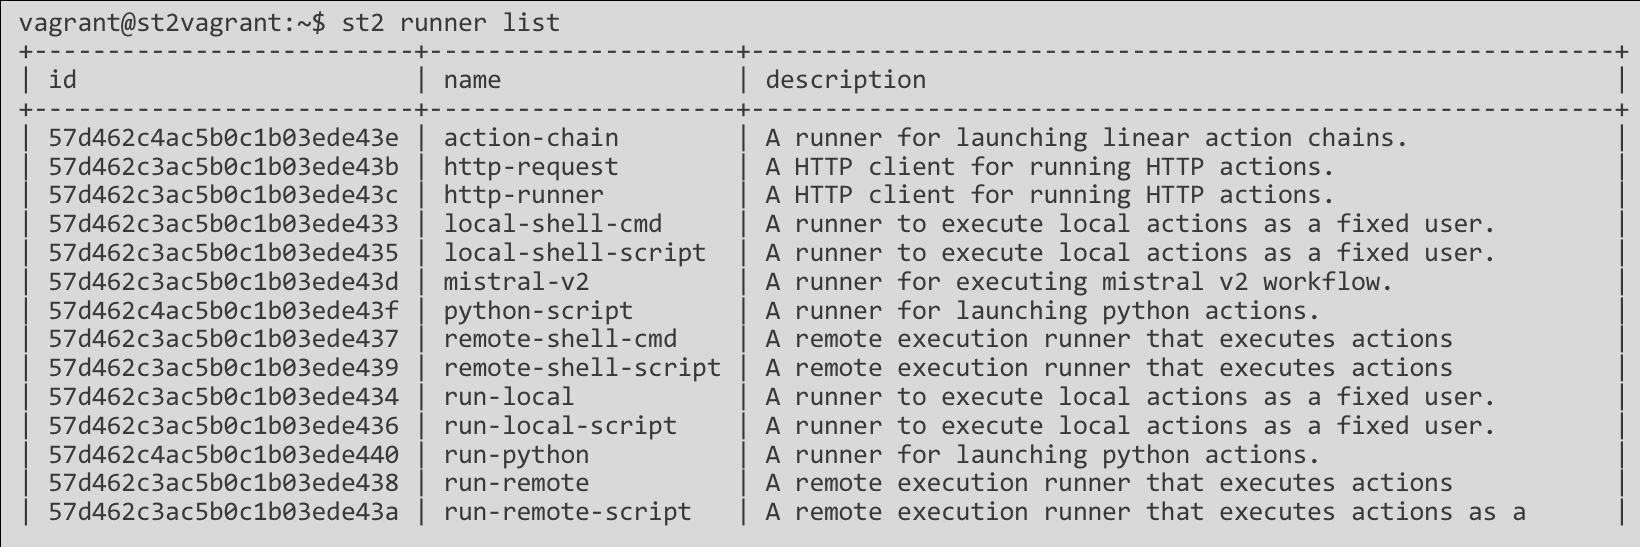 vagrant@st2vagrant:~$ st2 runner list
+--------------------------+---------------------+-----------------------------------------------------------+
| id                       | name                | description                                               |
+--------------------------+---------------------+-----------------------------------------------------------+
| 57d462c4ac5b0c1b03ede43e | action-chain        | A runner for launching linear action chains.              |
| 57d462c3ac5b0c1b03ede43b | http-request        | A HTTP client for running HTTP actions.                   |
| 57d462c3ac5b0c1b03ede43c | http-runner         | A HTTP client for running HTTP actions.                   |
| 57d462c3ac5b0c1b03ede433 | local-shell-cmd     | A runner to execute local actions as a fixed user.        |
| 57d462c3ac5b0c1b03ede435 | local-shell-script  | A runner to execute local actions as a fixed user.        |
| 57d462c3ac5b0c1b03ede43d | mistral-v2          | A runner for executing mistral v2 workflow.               |
| 57d462c4ac5b0c1b03ede43f | python-script       | A runner for launching python actions.                    |
| 57d462c3ac5b0c1b03ede437 | remote-shell-cmd    | A remote execution runner that executes actions           |
| 57d462c3ac5b0c1b03ede439 | remote-shell-script | A remote execution runner that executes actions           |
| 57d462c3ac5b0c1b03ede434 | run-local           | A runner to execute local actions as a fixed user.        |
| 57d462c3ac5b0c1b03ede436 | run-local-script    | A runner to execute local actions as a fixed user.        |
| 57d462c4ac5b0c1b03ede440 | run-python          | A runner for launching python actions.                    |
| 57d462c3ac5b0c1b03ede438 | run-remote          | A remote execution runner that executes actions           |
| 57d462c3ac5b0c1b03ede43a | run-remote-script   | A remote execution runner that executes actions as a      |